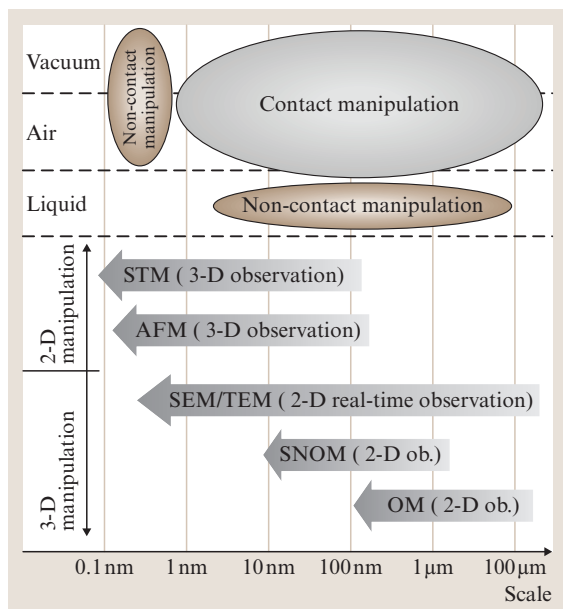 Vacuum
Non-contact
manipulation
Contact manipulation
Air
Liquid
Non-contact manipulation
2-D
manipulation
STM ( 3-D observation)
AFM ( 3-D observation)
3-D
manipulation
SEM/TEM ( 2-D real-time observation)
SNOM ( 2-D ob.)
OM ( 2-D ob.)
0.1 nm 1 nm 10 nm 100 nm 1 µm 100 µm
Scale